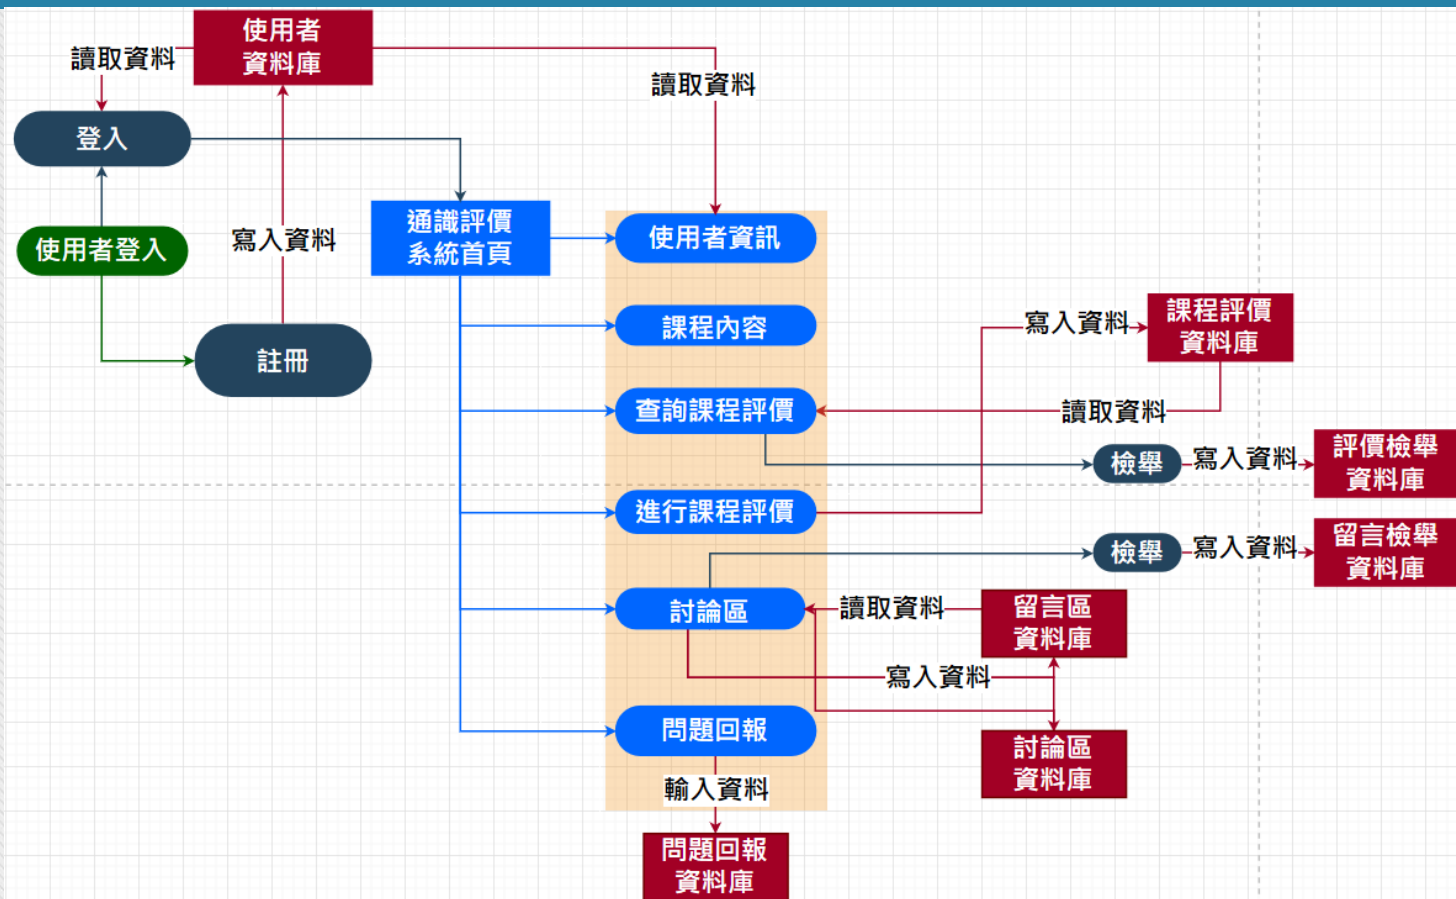 使用者
資料庫
讀取資料
讀取資料
登入
使用者登入
寫入資料
註冊
通識評價
系統首頁
使用者資訊
課程內容
查詢課程評價
進行課程評價
討論區
問題回報
寫入資料
課程評價
資料庫
讀取資料
檢舉
寫入資料
評價檢舉
資料庫
檢舉
寫入資料
留言檢舉
資料庫
讀取資料
留言區
資料庫
寫入資料
討論區
資料庫
輸入資料
問題回報
資料庫